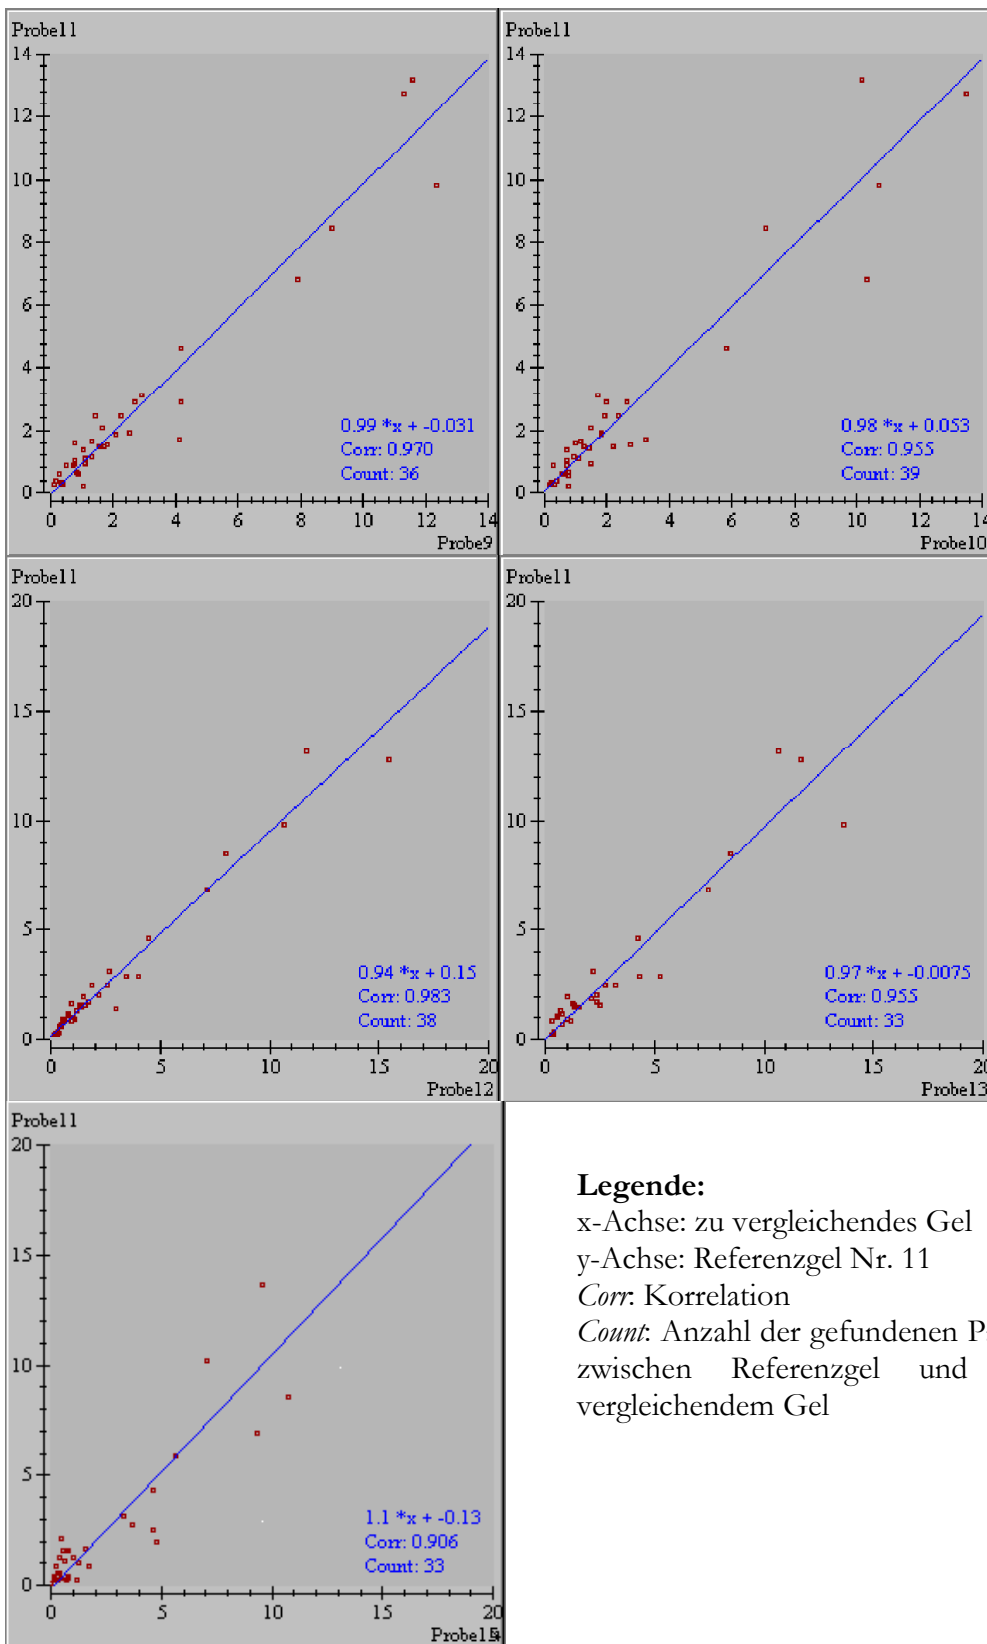 Probe11
14
12
10
8
6
4
2
0
0 2 4 6 8 10 12 14
Probe9
0.99 *x + -0.031
Corr: 0.970
Count: 36
Probe11
14
12
10
8
6
4
2
0
0 2 4 6 8 10 12 14
Probe10
0.98 *x + 0.053
Corr: 0.955
Count: 39
Probe11
20
15
10
5
0
0 5 10 15 20
Probe12
0.94 *x + 0.15
Corr: 0.983
Count: 38
Probe11
20
15
10
5
0
0 5 10 15 20
Probe13
0.97 *x + -0.0075
Corr: 0.955
Count: 33
Probe11
20
15
10
5
0
0 5 10 15 20
1.1 *x + -0.13
Corr: 0.906
Count: 33
Legende:
x-Achse: zu vergleichendes Gel
y-Achse: Referenzgel Nr. 11
Corr: Korrelation
Count: Anzahl der gefundenen
zwischen Referenzgel und
vergleichendem Gel